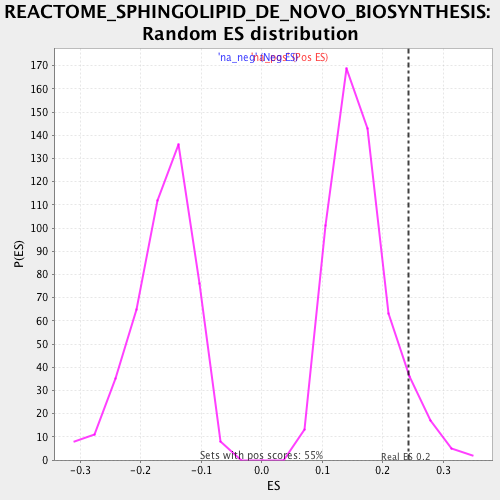 REACTOME_SPHINGOLIPID_DE_NOVO_BIOSYNTHESIS:
Random ES distribution
'na_neg' (Neg ES)
'na_pos' (Pos ES)
170
160
150
140
130
120
110
100
90
80
70
60
50
40
30
20
10
0
P(ES)
Sets with pos scores: 55%
Real ES 0.2
-0.3 -0.2 -0.1 0.0 0.1 0.2 0.3
ES